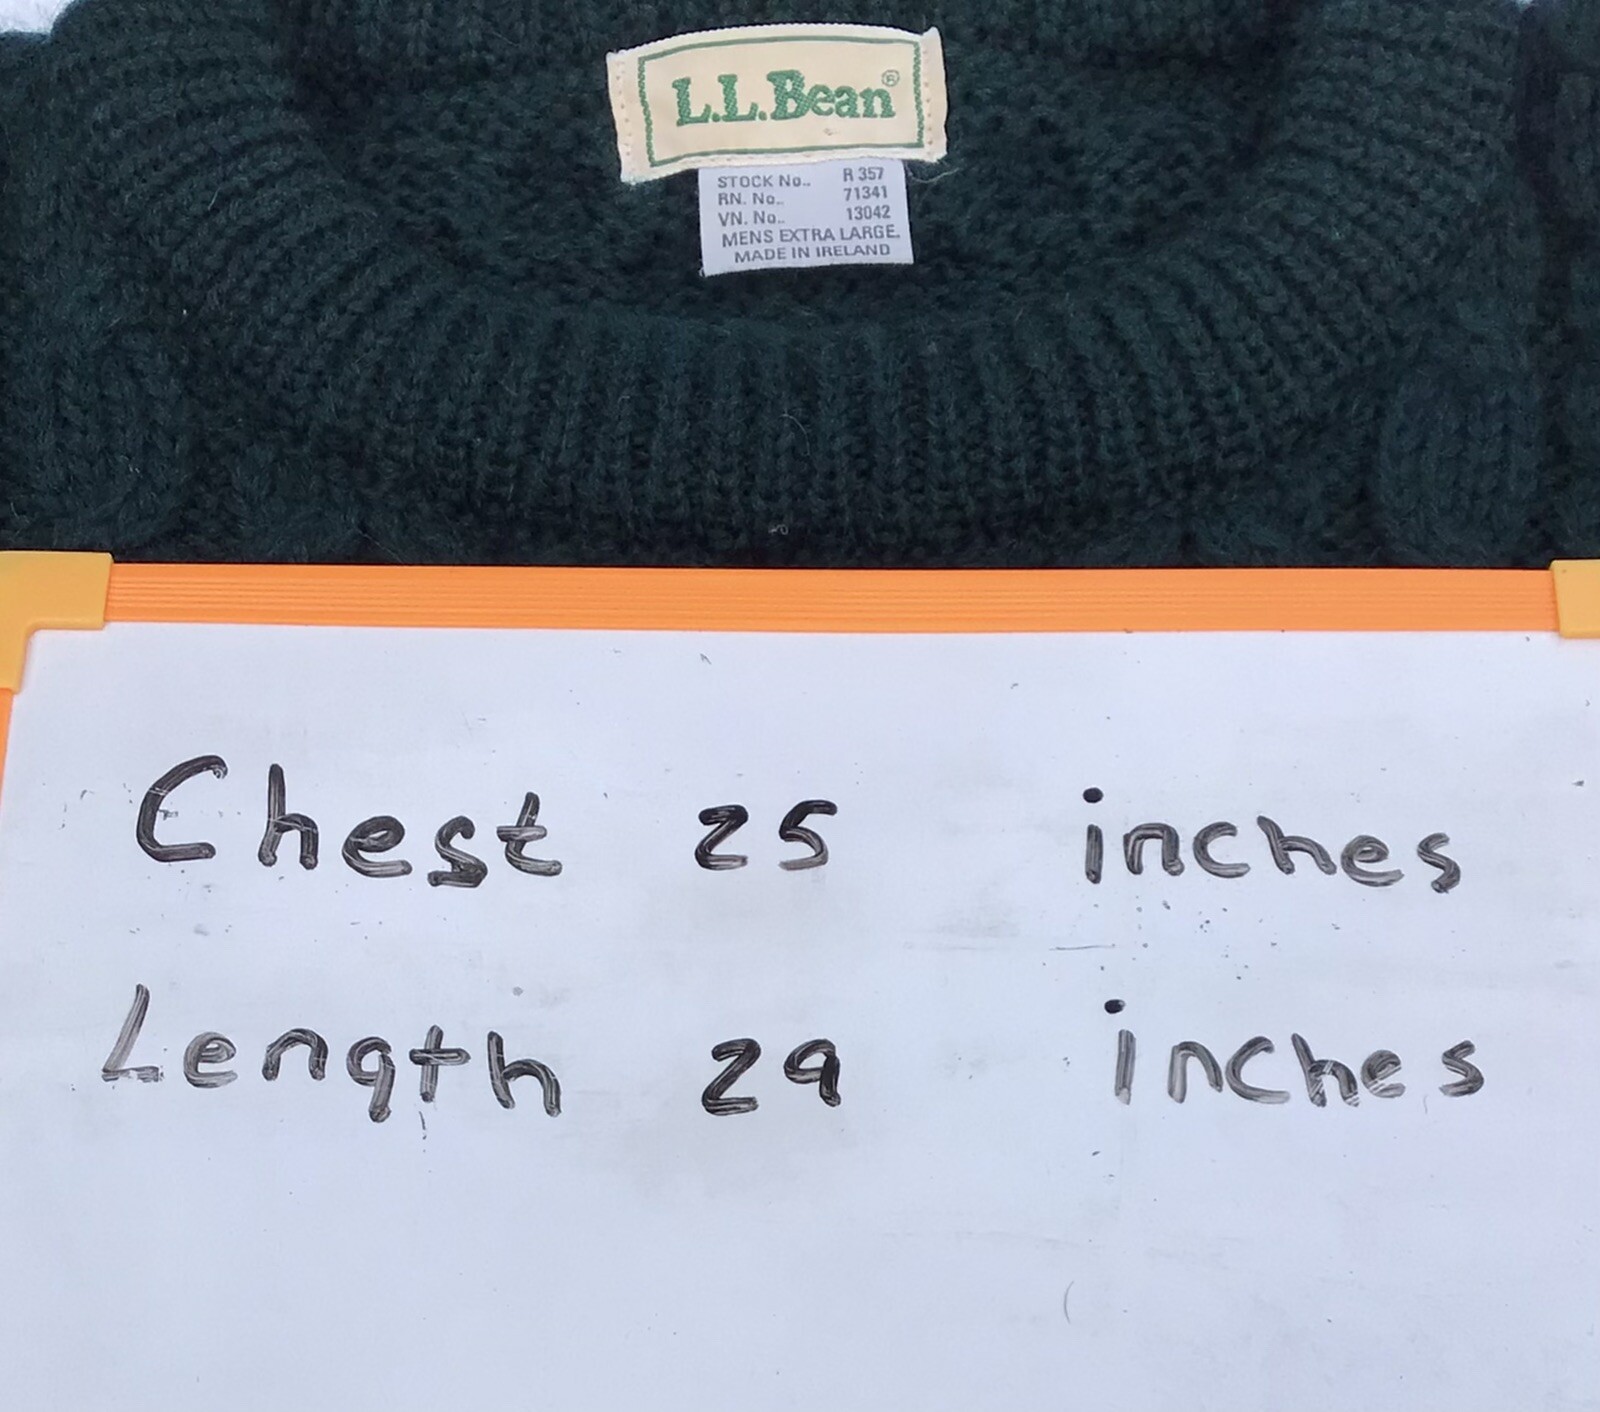 L.L.Bean®
STOCK No.. R 357
RN. No.. 71341
VN. No.. 13042
MENS EXTRA LARGE.
MADE IN IRELAND
Chest 25 inches
Length 29 inches